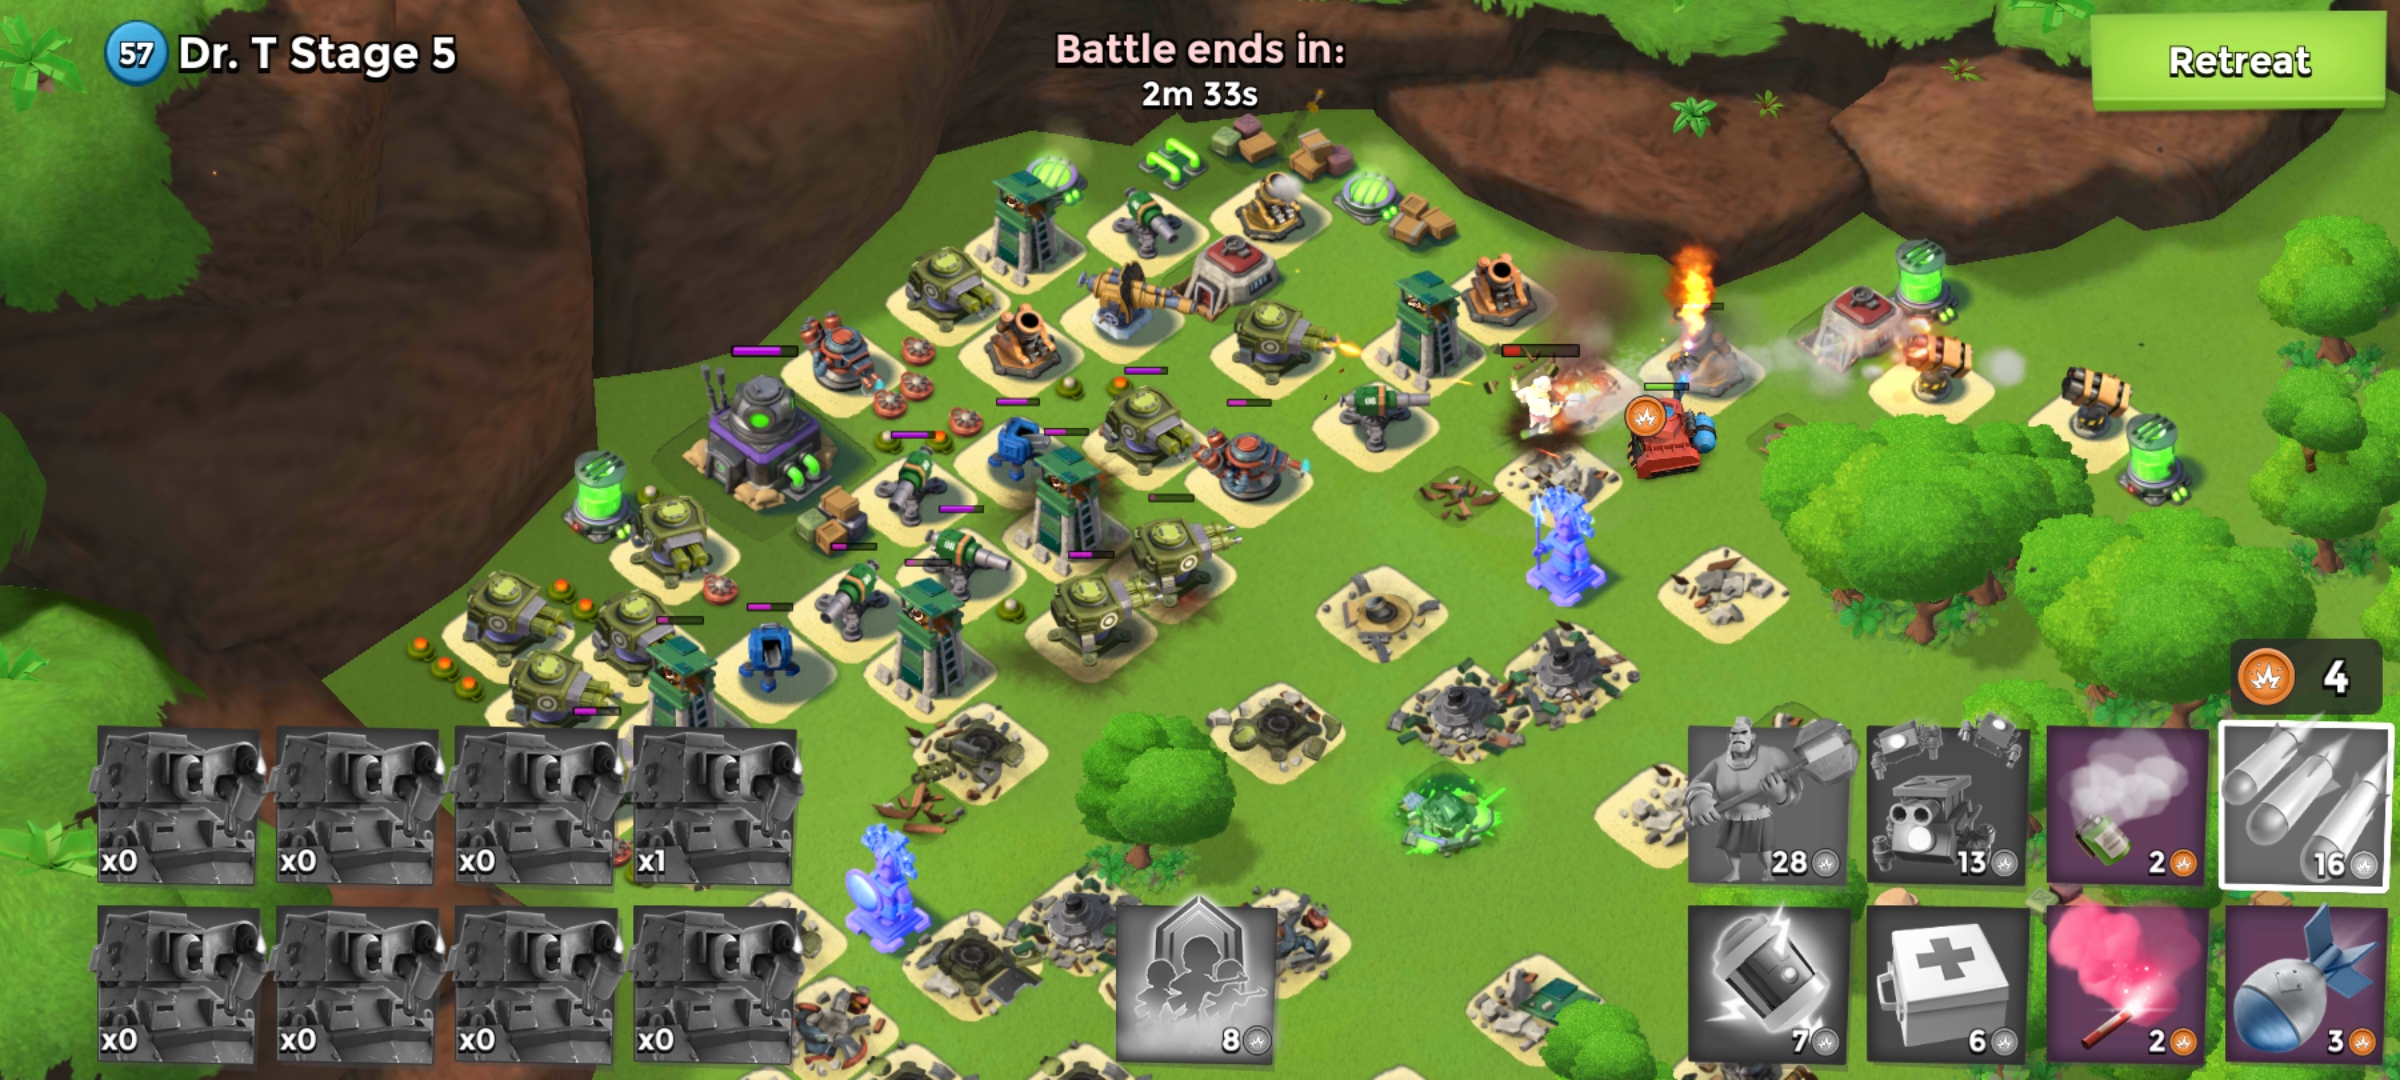 57 Dr. T Stage 5
Battle ends in:
2m 33s
Retreat
4
x0
x0
x0
x1
28
13
2
16
x0
x0
x0
x0
8
7
6
2
3